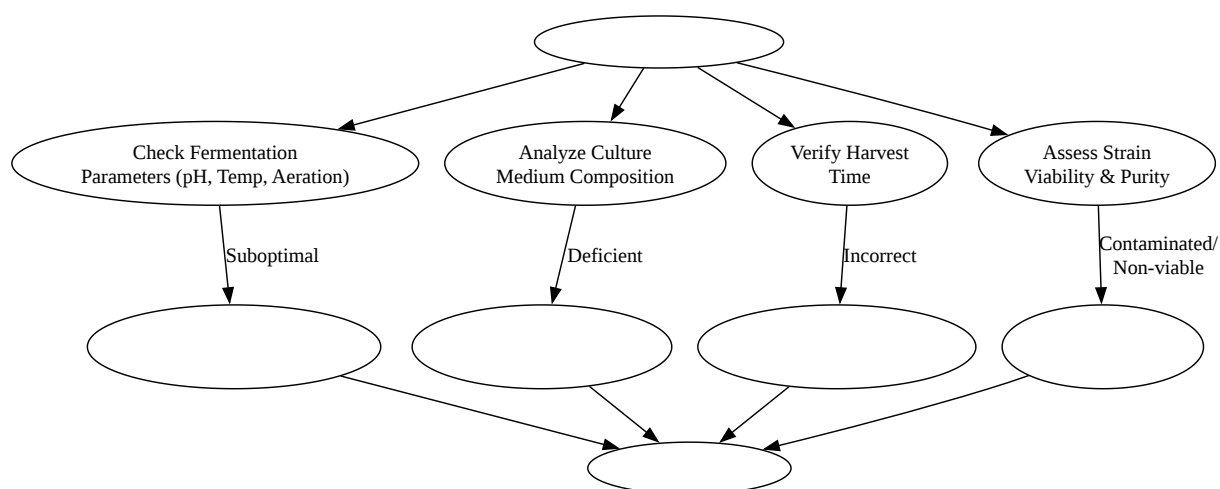 Check Fermentation
Parameters (pH, Temp, Aeration)
Analyze Culture
Medium Composition
Verify Harvest
Time
Assess Strain
Viability & Purity
Suboptimal
Deficient
Incorrect
Contaminated/
Non-viable